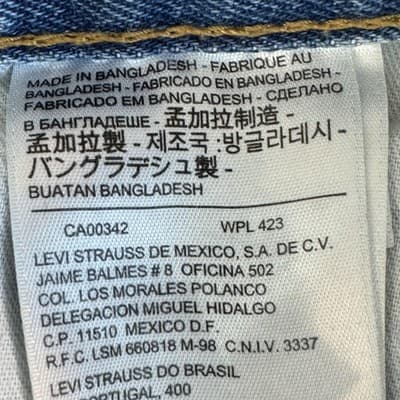 MADE IN BANGLADESH - FABRIQUE AU
BANGLADESH - FABRICADO EN BANGLADESH -
FABRICADO EM BANGLADESH - СДЕЛАНО
В БАНГЛАДЕШЕ - 孟加拉制造 -
孟加拉製 - 제조국 :방글라데시 -
バングラデシュ製 -
BUATAN BANGLADESH
CA00342 WPL 423
LEVI STRAUSS DE MEXICO, S.A. DE C.V.
JAIME BALMES # 8 OFICINA 502
COL. LOS MORALES POLANCO
DELEGACION MIGUEL HIDALGO
C.P. 11510 MEXICO D.F.
R.F.C. LSM 660818 M-98 C.N.I.V. 3337
LEVI STRAUSS DO BRASIL
PORTUGAL, 400